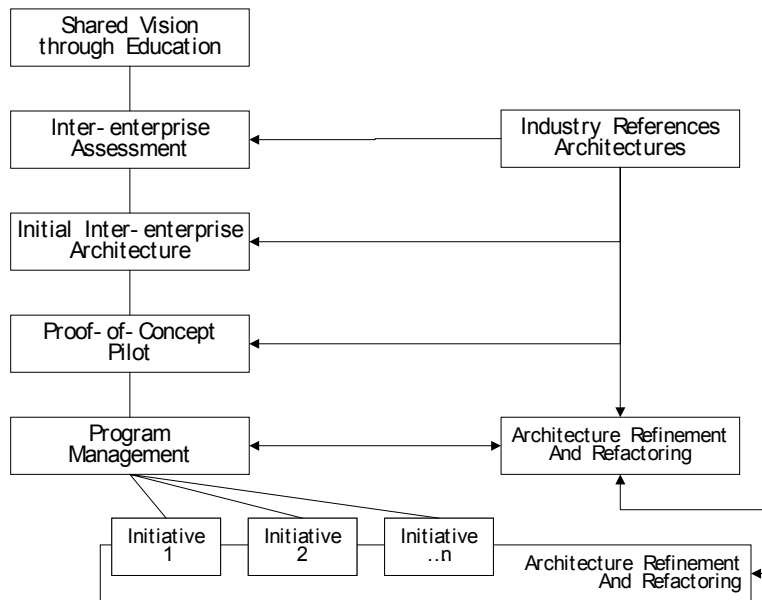 Shared Vision
through Education
Inter-enterprise
Assessment
Industry References
Architectures
Initial Inter-enterprise
Architecture
Proof-of-Concept
Pilot
Program
Management
Architecture Refinement
And Refactoring
Initiative
1
Initiative
2
Initiative
..n
Architecture Refinement
And Refactoring